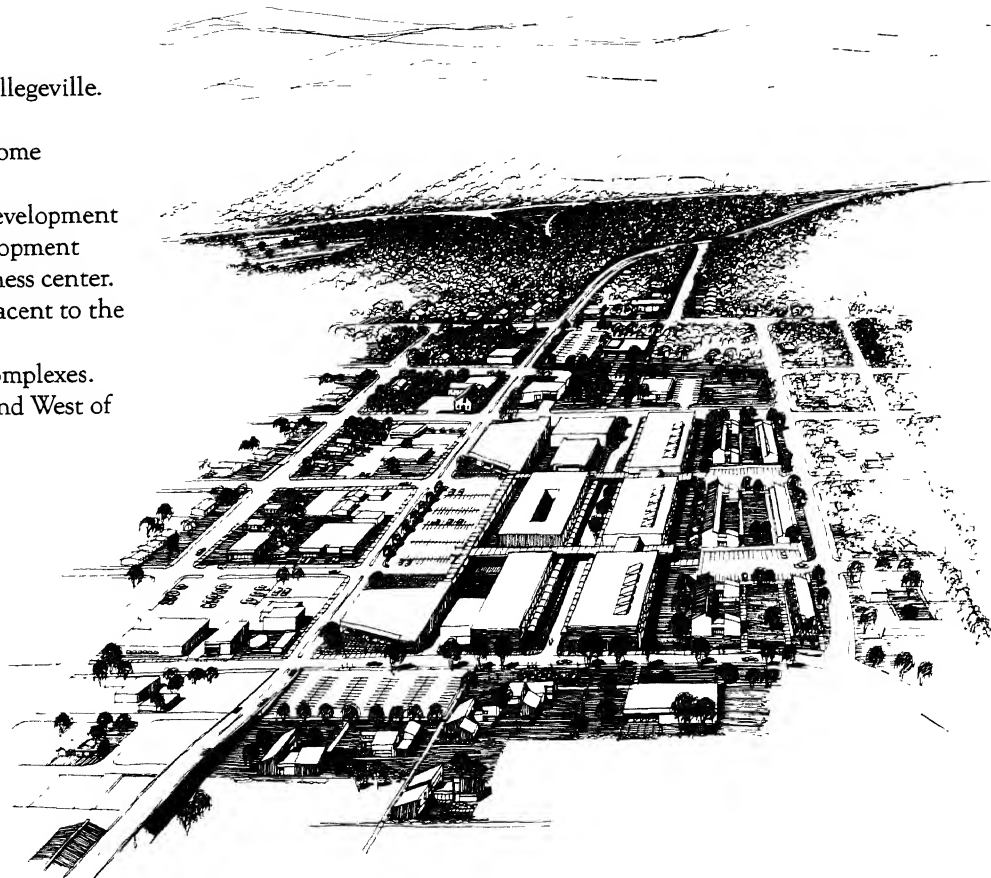 llegeville.
ome
evelopment
opment
ness center.
acent to the
omplexes.
nd West of